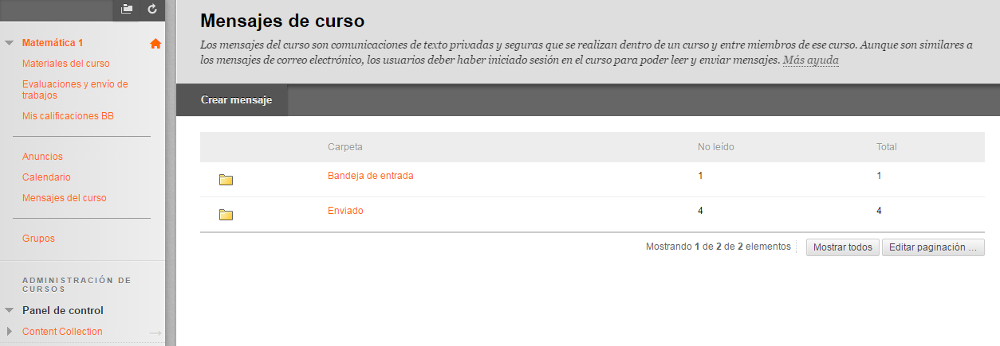 Matemática 1
Materiales del curso
Evaluaciones y envío de
trabajos
Mis calificaciones BB
Anuncios
Calendario
Mensajes del curso
Grupos
ADMINISTRACIÓN DE
CURSOS
Panel de control
Content Collection
Mensajes de curso
Los mensajes del curso son comunicaciones de texto privadas y seguras que se realizan dentro de un curso y entre miembros de ese curso. Aunque son similares a
los mensajes de correo electrónico, los usuarios deber haber iniciado sesión en el curso para poder leer y enviar mensajes. Más ayuda
Crear mensaje
Carpeta No leído Total
Bandeja de entrada 1 1
Enviado 4 4
Mostrando 1 de 2 de 2 elementos Mostrar todos Editar paginación ...